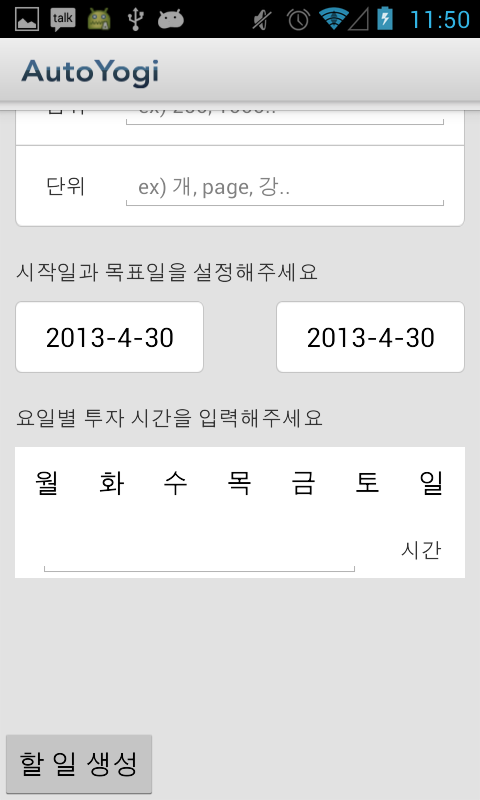 talk
11:50
AutoYogi
단위
ex) 개, page, 강..
시작일과 목표일을 설정해주세요
2013-4-30
2013-4-30
요일별 투자 시간을 입력해주세요
월 화 수 목 금 토 일
시간
할 일 생성